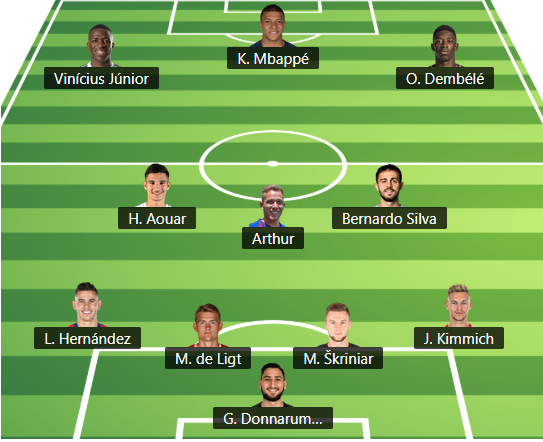 K. Mbappé
Vinícius Júnior
O. Dembélé
H. Aouar
Bernardo Silva
Arthur
L. Hernández
J. Kimmich
M. de Ligt
M. Škriniar
G. Donnarum...